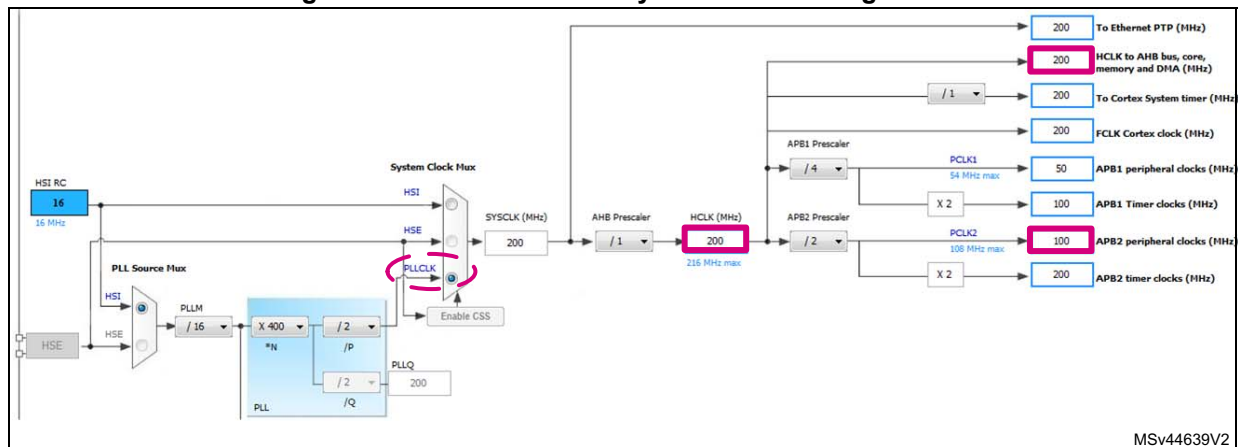 200 To Ethernet PTP (MHz)
200 HCLK to AHB bus, core,
memory and DMA (MHz)
/ 1 200 To Cortex System timer (MHz)
200 FCLK Cortex clock (MHz)
APB1 Prescaler
/ 4 PCLK1 50 APB1 peripheral clocks (MHz)
54 MHz max
X 2 100 APB1 Timer clocks (MHz)
System Clock Mux
HSI RC
16
16 MHz
HSI
SYSCLK (MHz) AHB Prescaler HCLK (MHz) APB2 Prescaler
HSE 200 / 1 200 / 2 PCLK2 100 APB2 peripheral clocks (MHz)
216 MHz max 108 MHz max
PLLCLK
X 2 200 APB2 timer clocks (MHz)
PLL Source Mux
HSI
PLLM
/ 16
HSE
HSE
X 400 / 2
*N /P
Enable CSS
PLLQ
/ 2 200
/Q
PLL
MSv44639V2